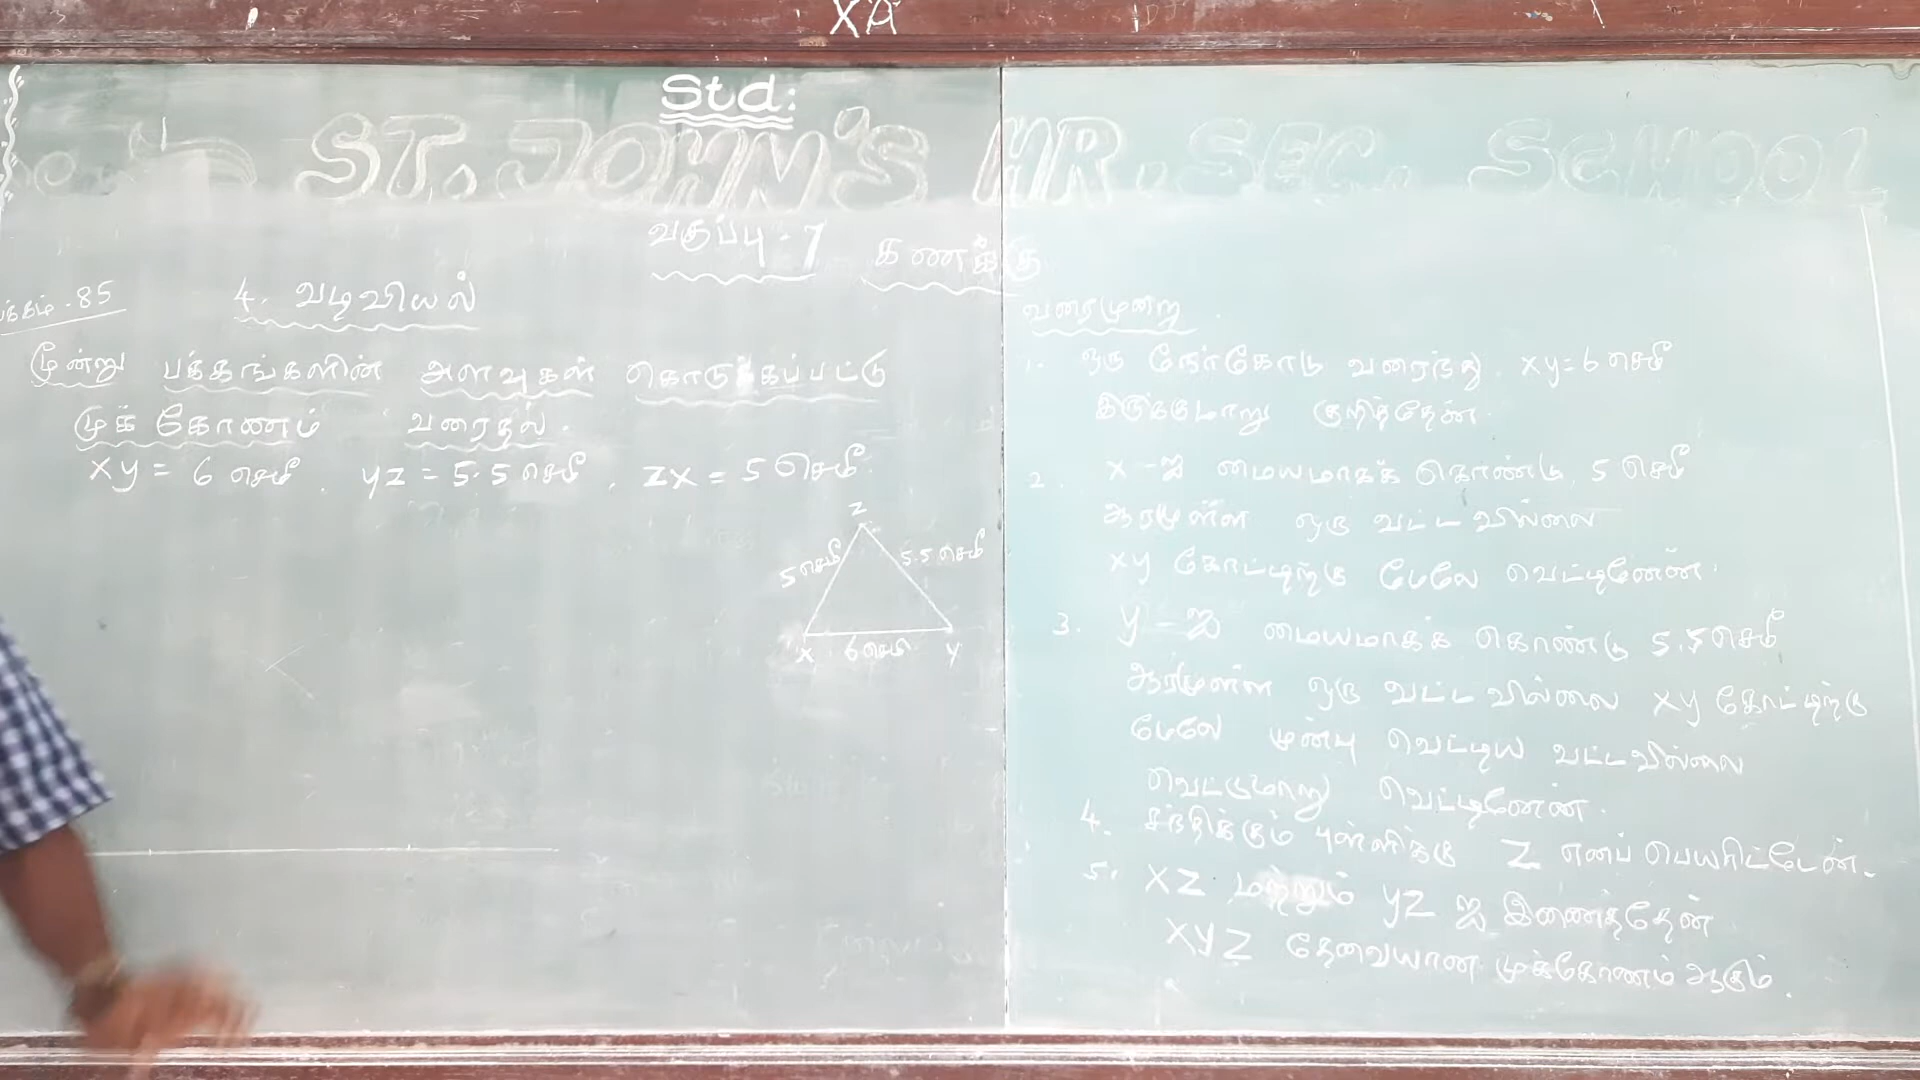 XA
Std:
ST. JOHN'S HR. SEC. SCHOOL
வகுப்பு - 7 கணக்கு
பக்கம் - 85
4. வடிவியல்
மூன்று பக்கங்களின் அளவுகள் கொடுக்கப்பட்டு
முக்கோணம் வரைதல்.
xy = 6 செமீ, yz = 5.5 செமீ, zx = 5 செமீ.
z
5 செமீ
5.5 செமீ
x 6 செமீ y
வரைமுறை
1. ஒரு நேர்கோடு வரைந்து, xy = 6 செமீ
இருக்குமாறு குறித்தேன்.
2. x - ஐ மையமாகக் கொண்டு, 5 செமீ
ஆரமுள்ள ஒரு வட்ட வில்லை
xy கோட்டிற்கு மேலே வெட்டினேன்.
3. y - ஐ மையமாகக் கொண்டு 5.5 செமீ
ஆரமுள்ள ஒரு வட்ட வில்லை xy கோட்டிற்கு
மேலே முன்பு வெட்டிய வட்டவில்லை
வெட்டுமாறு வெட்டினேன்.
4. சந்திக்கும் புள்ளிக்கு Z எனப் பெயரிட்டேன்.
5. XZ மற்றும் YZ ஐ இணைத்தேன்
XYZ தேவையான முக்கோணம் ஆகும்.